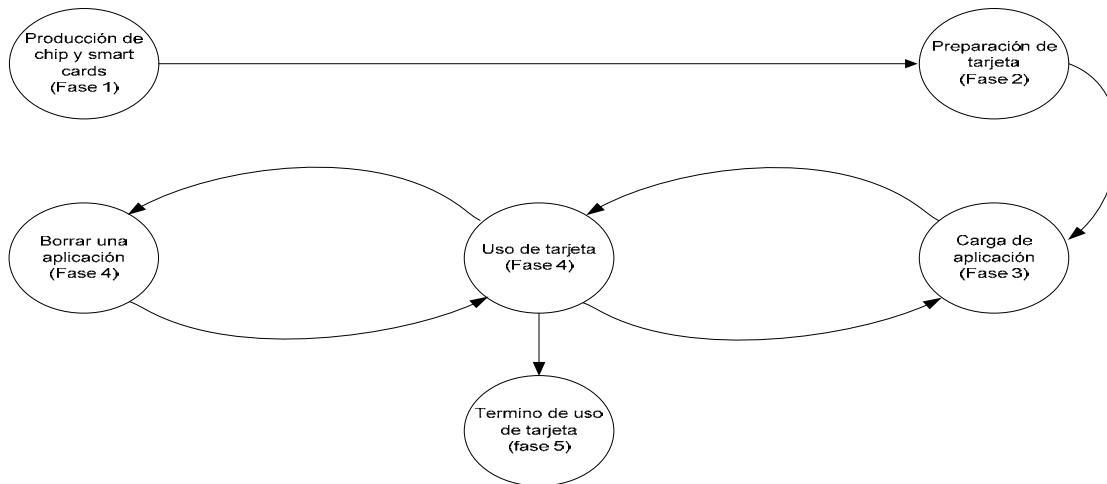 Producción de
chip y smart
cards
(Fase 1)
Preparación de
tarjeta
(Fase 2)
Borrar una
aplicación
(Fase 4)
Uso de tarjeta
(Fase 4)
Carga de
aplicación
(Fase 3)
Termino de uso
de tarjeta
(fase 5)